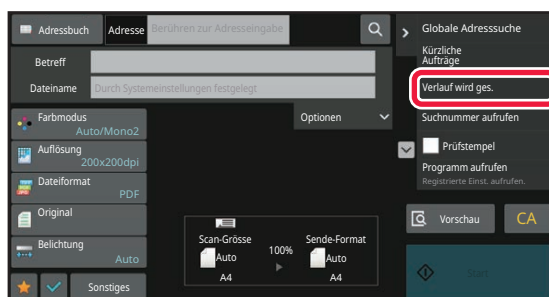 Adressbuch
Adresse
Berühren zur Adresseingabe
Betreff
Dateiname
Durch Systemeinstellungen festgelegt
Farbmodus
Auto/Mono2
Auflösung
200x200dpi
Dateiformat
PDF
Original
Belichtung
Auto
Sonstiges
Optionen
Scan-Grösse
Auto
A4
100%
Sende-Format
Auto
A4
Globale Adresssuche
Kürzliche
Aufträge
Verlauf wird ges.
Suchnummer aufrufen
Prüfstempel
Programm aufrufen
Registrierte Einst. aufrufen.
Vorschau
CA
Start